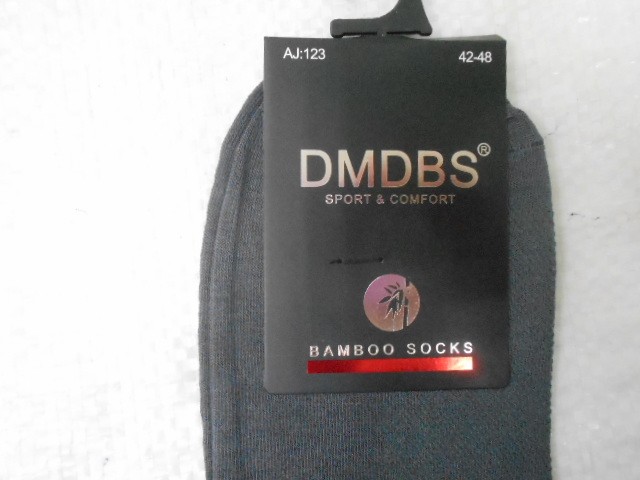 AJ:123 42-48
DMDBS®
SPORT & COMFORT
BAMBOO SOCKS